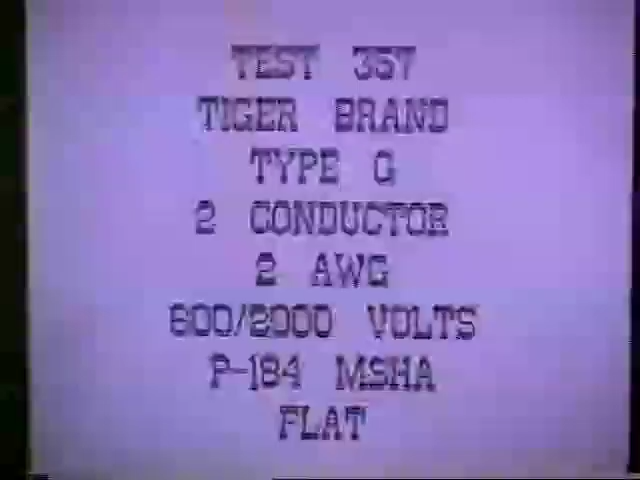 TEST 357
TIGER BRAND
TYPE G
2 CONDUCTOR
2 AWG
600/2000 VOLTS
P-184 MSHA
FLAT